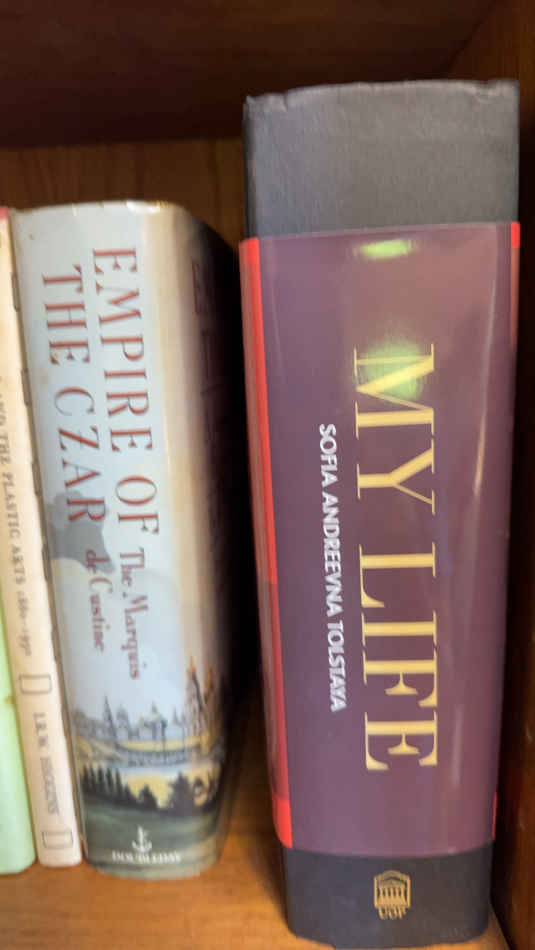 AND THE PLASTIC ARTS
I.R.W. HIGGINS
EMPIRE OF
THE CZAR
The Marquis
de Custine
DOUBLEDAY
MY LIFE
SOFIA ANDREEVNA TOLSTAYA
UOP